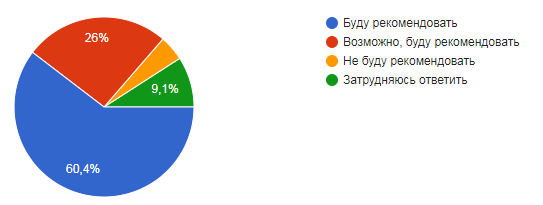 26%
9,1%
60,4%
Буду рекомендовать
Возможно, буду рекомендовать
Не буду рекомендовать
Затрудняюсь ответить